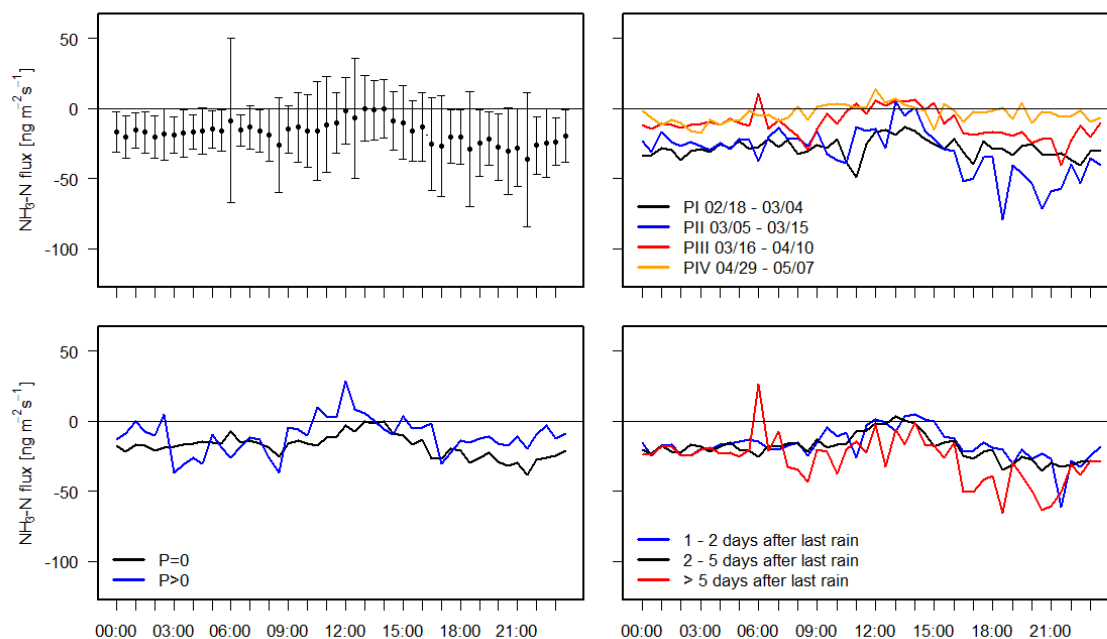 NH₃-N flux [ng m⁻²s⁻¹]
50
0
-50
-100
PI 02/18 - 03/04
PII 03/05 - 03/15
PIII 03/16 - 04/10
PIV 04/29 - 05/07
NH₃-N flux [ng m⁻²s⁻¹]
50
0
-50
-100
P=0
P>0
1 - 2 days after last rain
2 - 5 days after last rain
> 5 days after last rain
00:00 03:00 06:00 09:00 12:00 15:00 18:00 21:00
00:00 03:00 06:00 09:00 12:00 15:00 18:00 21:00